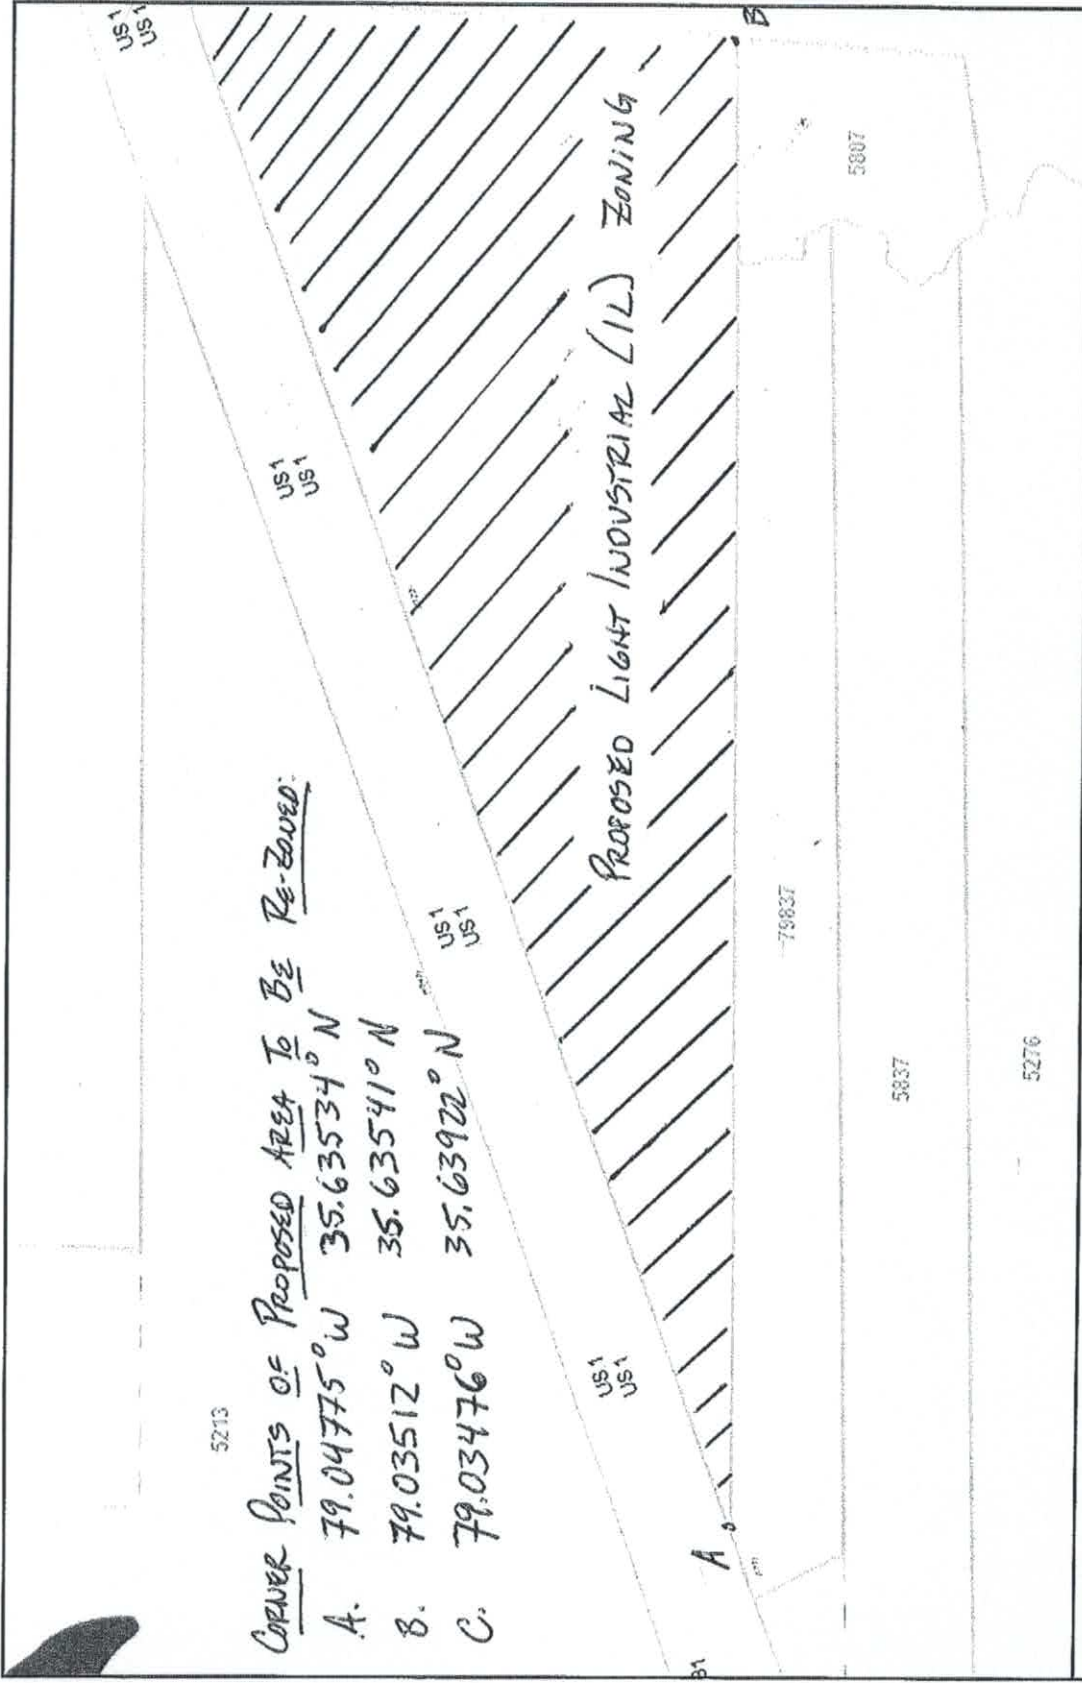 US1
US1
5213
CORNER POINTS OF PROPOSED AREA TO BE RE-ZONED:
A. 79.04775°W 35.63534°N
B. 79.03512°W 35.63541°N
C. 79.03476°W 35.63922°N
US1
US1
US1
US1
US1
US1
PROPOSED LIGHT INDUSTRIAL (IL) ZONING
A
B
79837
5807
5837
5276